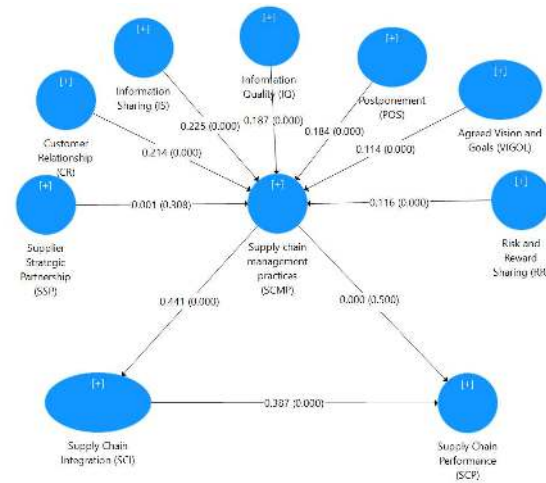 [+]
Information
Sharing (IS)
[+]
Information
Quality (IQ)
[+]
Postponement
(POS)
[+]
Agreed Vision and
Goals (VIGOL)
[+]
Customer
Relationship
(CR)
0.225 (0.000)
0.187 (0.000)
0.184 (0.000)
0.114 (0.000)
0.214 (0.000)
[+]
Supplier
Strategic
Partnership
(SSP)
0.001 (0.308)
[+]
Supply chain
management
practices
(SCMP)
0.116 (0.000)
[+]
Risk and
Reward
Sharing (RR)
0.441 (0.000)
0.000 (0.500)
[+]
Supply Chain
Integration (SCI)
0.387 (0.000)
[+]
Supply Chain
Performance
(SCP)